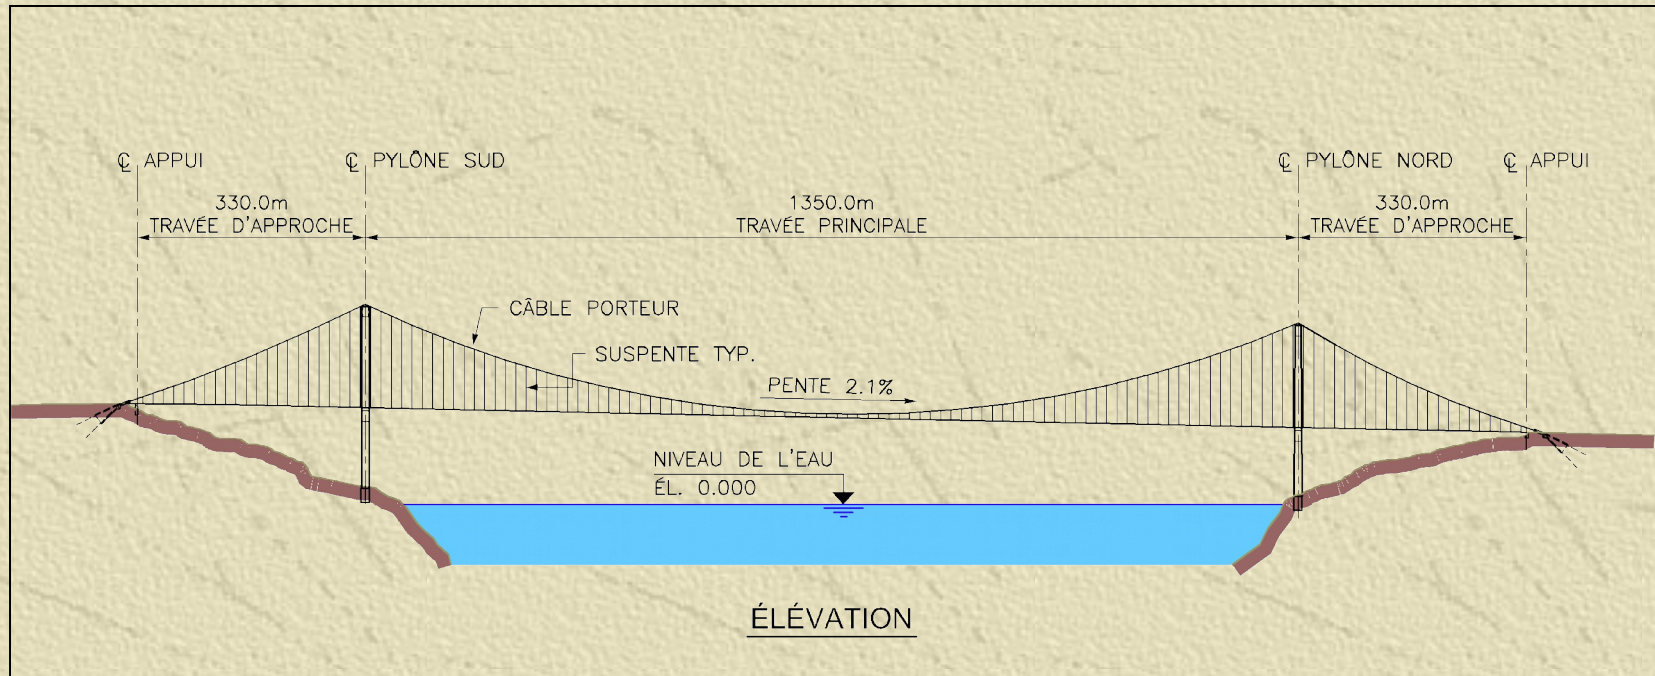 ℄ APPUI
℄ PYLÔNE SUD
℄ PYLÔNE NORD
℄ APPUI
330.0m
TRAVÉE D'APPROCHE
1350.0m
TRAVÉE PRINCIPALE
330.0m
TRAVÉE D'APPROCHE
CÂBLE PORTEUR
SUSPENTE TYP.
PENTE 2.1%
NIVEAU DE L'EAU
ÉL. 0.000
ÉLÉVATION